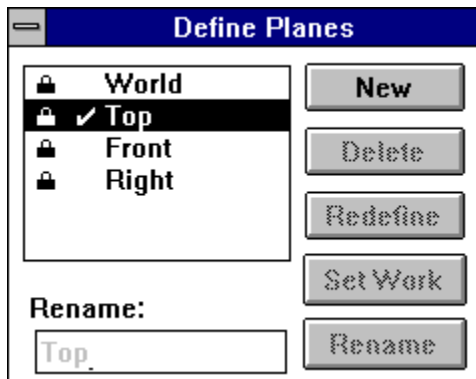 Define Planes
World
Top
Front
Right
New
Delete
Redefine
Set Work
Rename
Rename:
Top